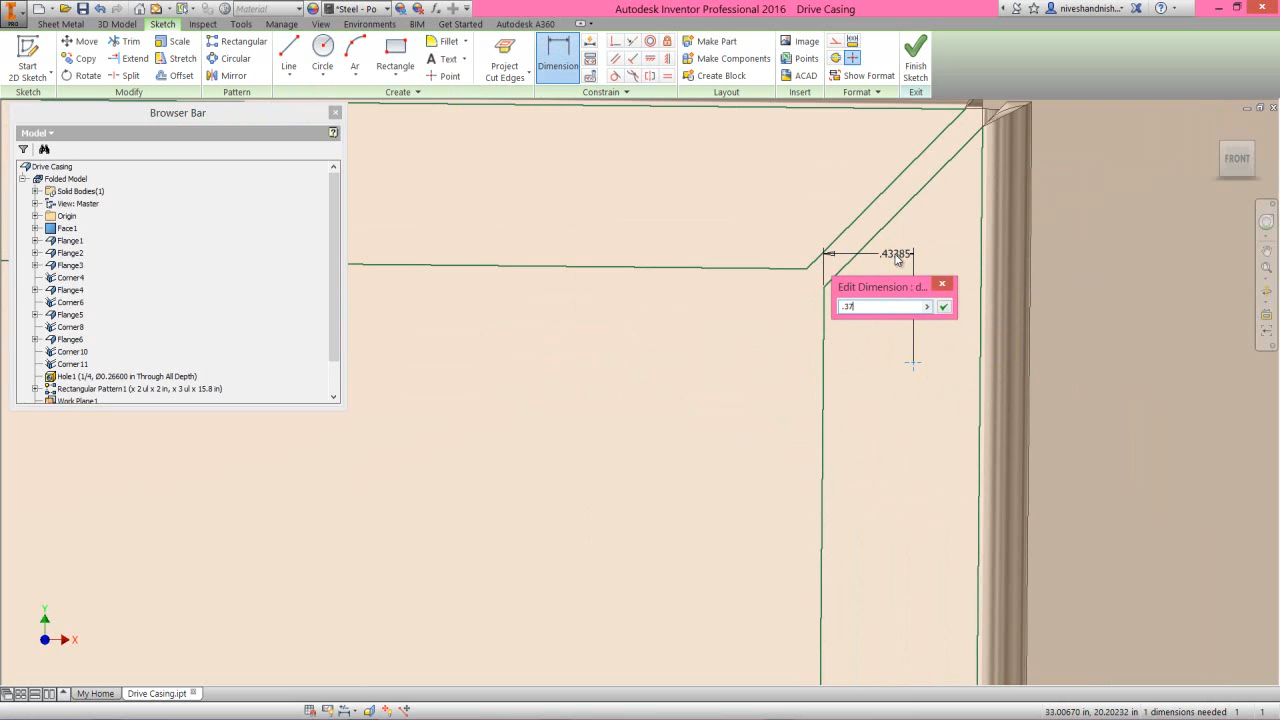 Autodesk Inventor Professional 2016 Drive Casing
niveshandnish...
PRO
*Steel - Po
Material
Sheet Metal 3D Model Sketch Inspect Tools Manage View Environments BIM Get Started Autodesk A360
Start
2D Sketch
Move Trim Scale
Copy Extend Stretch
Rotate Split Offset
Rectangular
Circular
Mirror
Line Circle Ar Rectangle
Fillet
Text
Point
Project
Cut Edges
Dimension
Make Part
Make Components
Create Block
Image
Points
ACAD
Show Format
Finish
Sketch
Sketch Modify Pattern Create Constrain Layout Insert Format Exit
Browser Bar
Model
Drive Casing
Folded Model
Solid Bodies(1)
View: Master
Origin
Face1
Flange1
Flange2
Flange3
Corner4
Flange4
Corner6
Flange5
Corner8
Flange6
Corner10
Corner11
Hole1 (1/4, Ø0.26600 in Through All Depth)
Rectangular Pattern1 (x 2 ul x 2 in, x 3 ul x 15.8 in)
Work Plane1
FRONT
.43385
Edit Dimension : d...
.37
Y
X
My Home Drive Casing.ipt
33.00670 in, 20.20232 in 1 dimensions needed 1 1